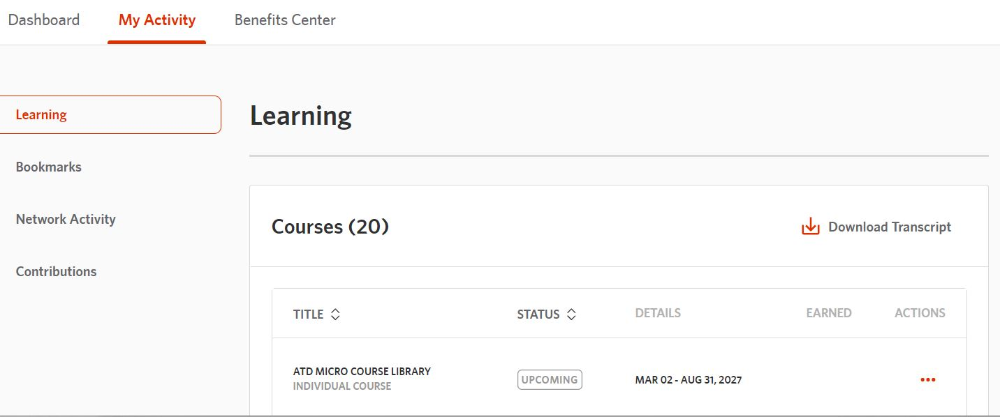 Dashboard My Activity Benefits Center
Learning
Bookmarks
Network Activity
Contributions
Learning
Courses (20) Download Transcript
TITLE STATUS DETAILS EARNED ACTIONS
ATD MICRO COURSE LIBRARY
INDIVIDUAL COURSE
UPCOMING
MAR 02 - AUG 31, 2027